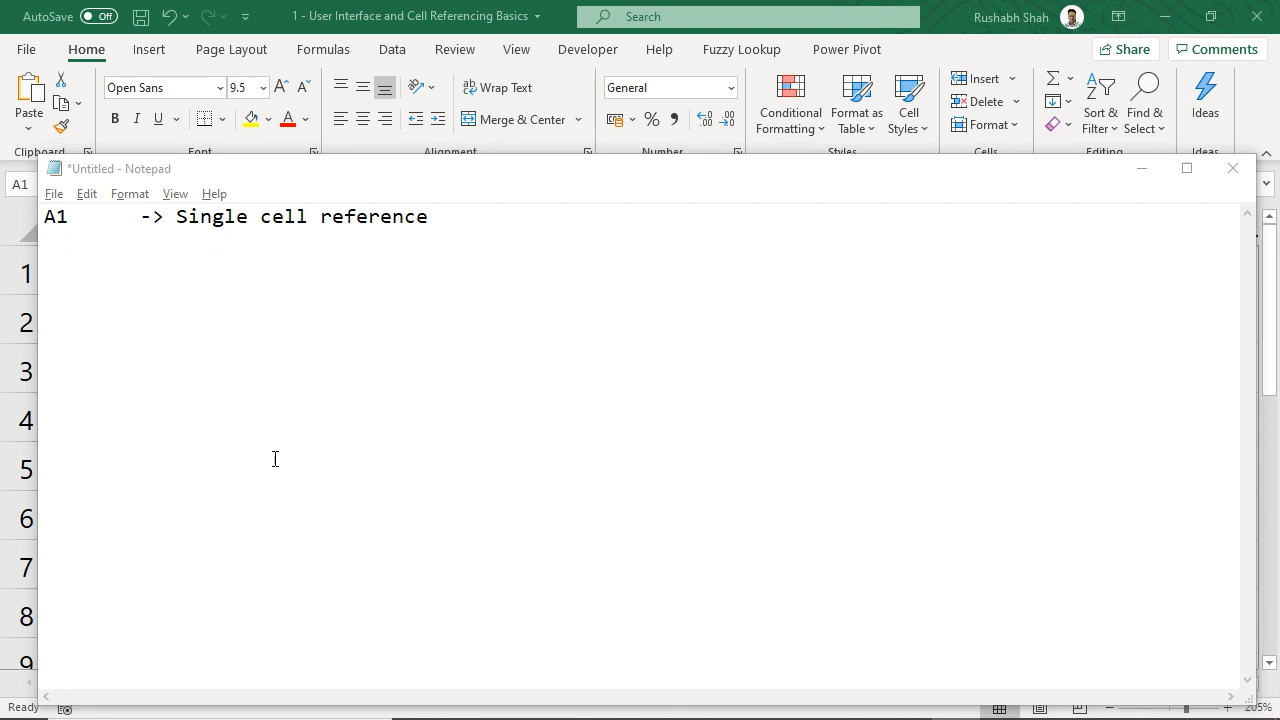 AutoSave Off 1 - User Interface and Cell Referencing Basics Search Rushabh Shah
File Home Insert Page Layout Formulas Data Review View Developer Help Fuzzy Lookup Power Pivot Share Comments
Paste Open Sans 9.5 Wrap Text General Conditional Formatting Format as Table Cell Styles Insert Sort & Filter Find & Select Ideas
B I U A Merge & Center % Delete
Format
Clipboard Font Alignment Number Styles Cells Editing Ideas
A1
*Untitled - Notepad
File Edit Format View Help
A1 -> Single cell reference
1
2
3
4
5
6
7
8
9
Ready 205%